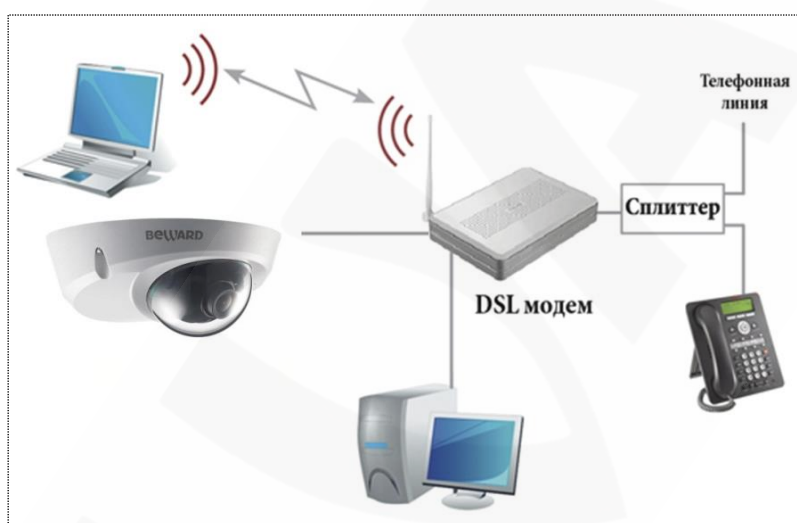 Телефонная
линия
Сплиттер
BEWARD
DSL модем